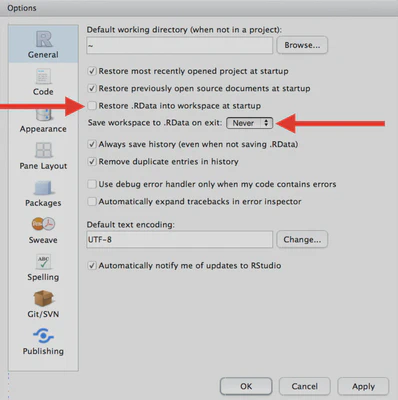 Options
General
Code
Appearance
Pane Layout
Packages
Sweave
ABC
Spelling
Git/SVN
Publishing
Default working directory (when not in a project):
~
Browse...
Restore most recently opened project at startup
Restore previously open source documents at startup
Restore .RData into workspace at startup
Save workspace to .RData on exit: Never
Always save history (even when not saving .RData)
Remove duplicate entries in history
Use debug error handler only when my code contains errors
Automatically expand tracebacks in error inspector
Default text encoding:
UTF-8
Change...
Automatically notify me of updates to RStudio
OK
Cancel
Apply